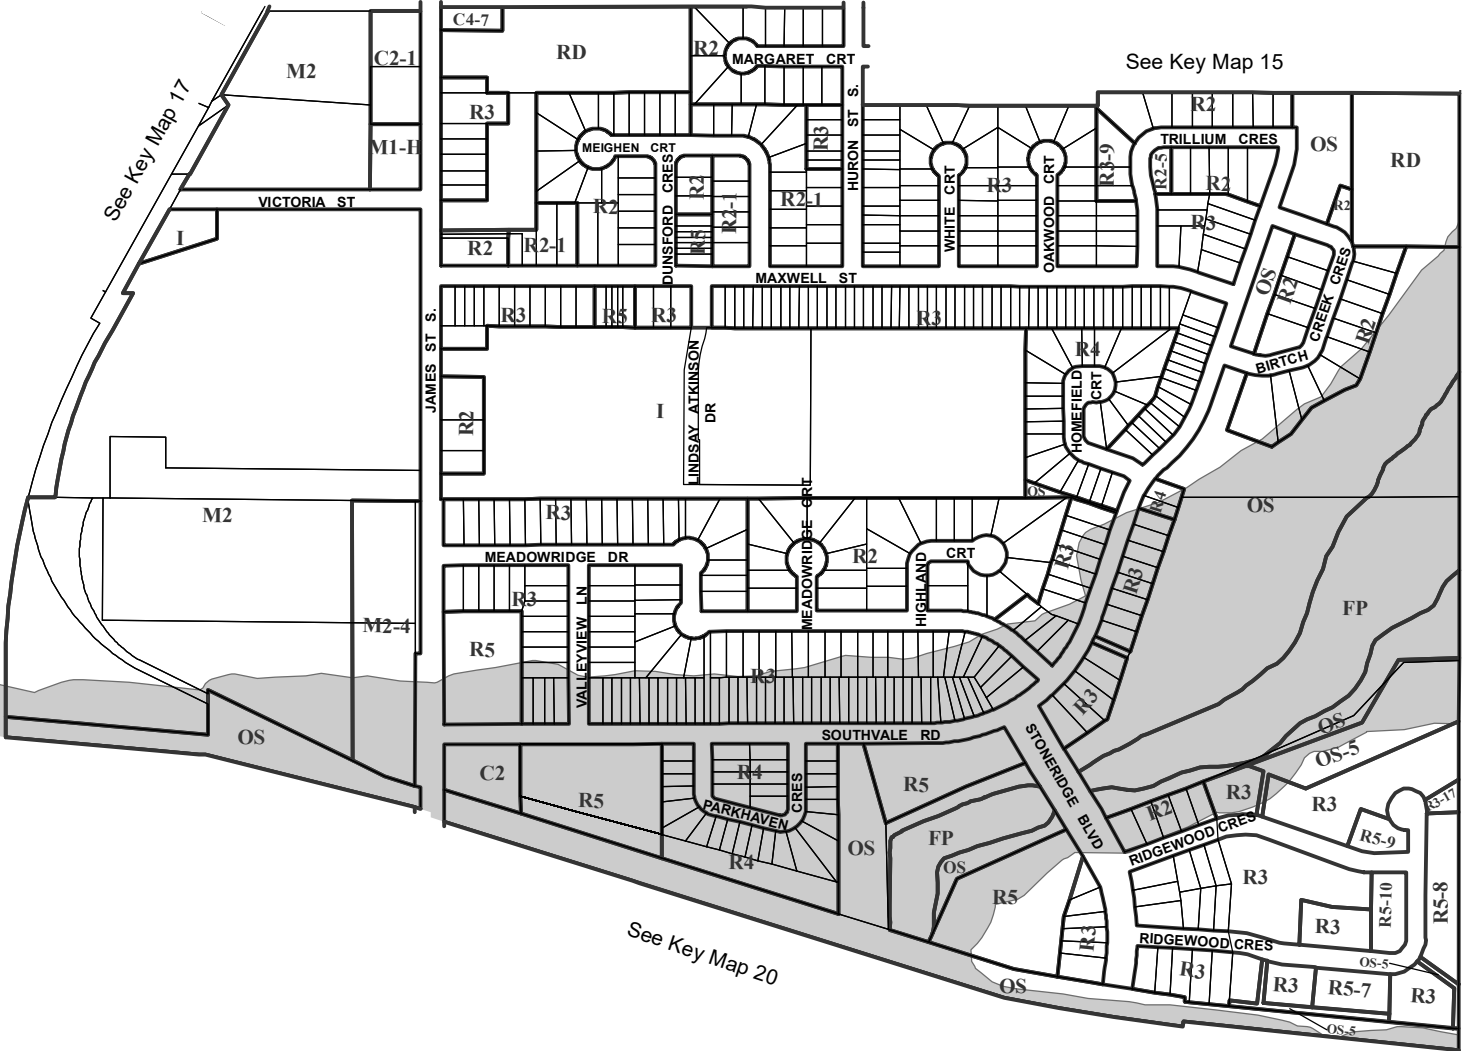 C4-7
C2-1
M2
RD
R2
MARGARET CRT
See Key Map 15
See Key Map 17
R3
M1-H
MEIGHEN CRT
HURON ST S.
R3
R2
TRILLIUM CRES
OS
RD
R3-9
R2-5
R2
R2
R2
R2-1
R2-1
R3
WHITE CRT
OAKWOOD CRT
VICTORIA ST
R2
R3
R2
I
R2
R2-1
DUNSFORD CRES
R5
MAXWELL ST
OS
R2
BIRTCH
CREEK CRES
R2
JAMES ST S.
R3
R5
R3
R3
R4
HOMEFIELD
CRT
R2
I
LINDSAY ATKINSON
DR
OS
R4
OS
M2
R3
MEADOWRIDGE DR
MEADOWRIDGE CRT
R2
HIGHLAND
CRT
R3
R3
R3
VALLEYVIEW LN
FP
M2-4
R5
R3
R3
OS
SOUTHVALE RD
STONERIDGE BLVD
OS
OS-5
C2
R5
R4
PARKHAVEN
CRES
R4
R5
OS
FP
OS
R5
R2
R3
R3
R3-17
R5-9
RIDGEWOOD CRES
R3
R5-10
R5-8
R3
R3
RIDGEWOOD CRES
R3
OS-5
R3
R5-7
R3
OS
OS-5
See Key Map 20